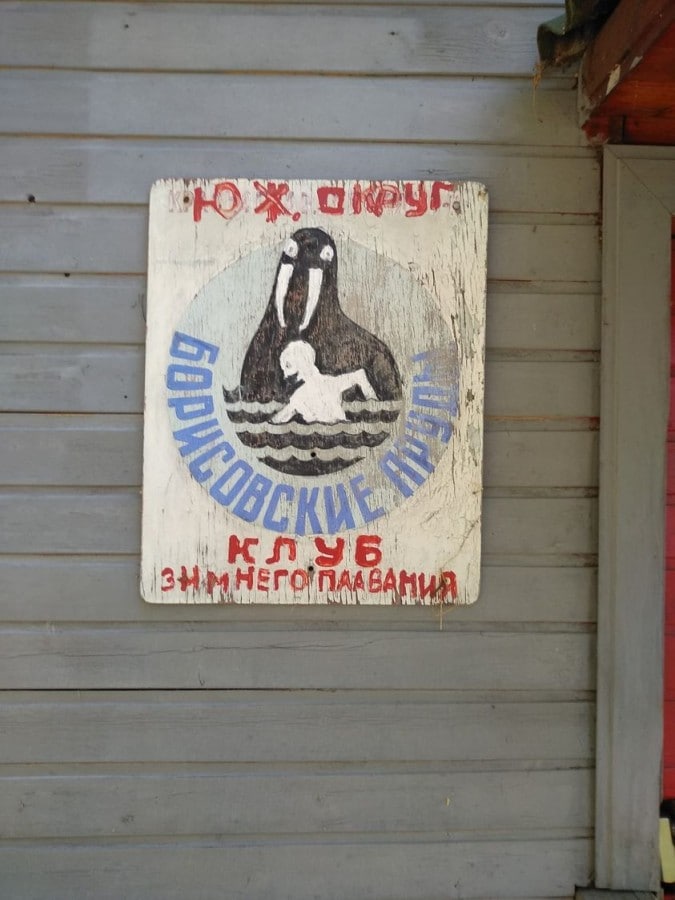 ЮЖ. ОКРУГ
БОРИСОВСКИЕ ПРУДЫ
КЛУБ
ЗИМНЕГО ПЛАВАНИЯ